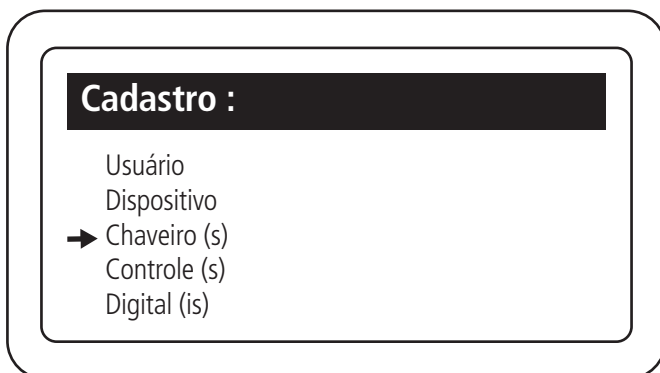 Cadastro :
Usuário
Dispositivo
Chaveiro (s)
Controle (s)
Digital (is)